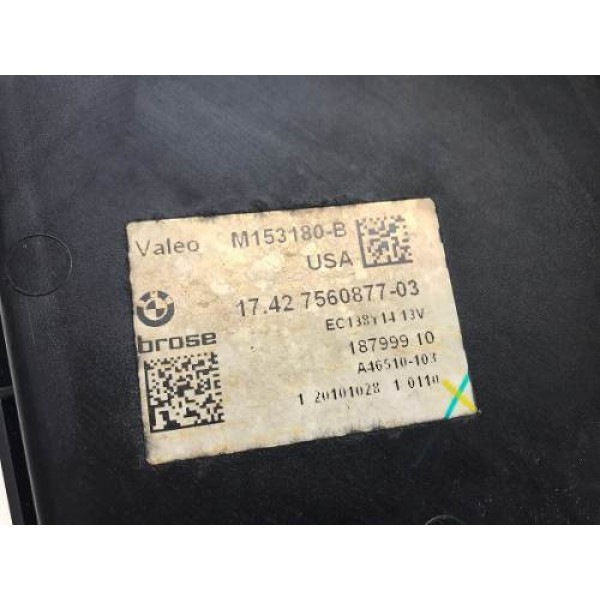 Valeo M153180-B
USA
17.42 7560877-03
brose
EC138Y14 13V
187999 10
A46510-103
1 20101028 1 0110